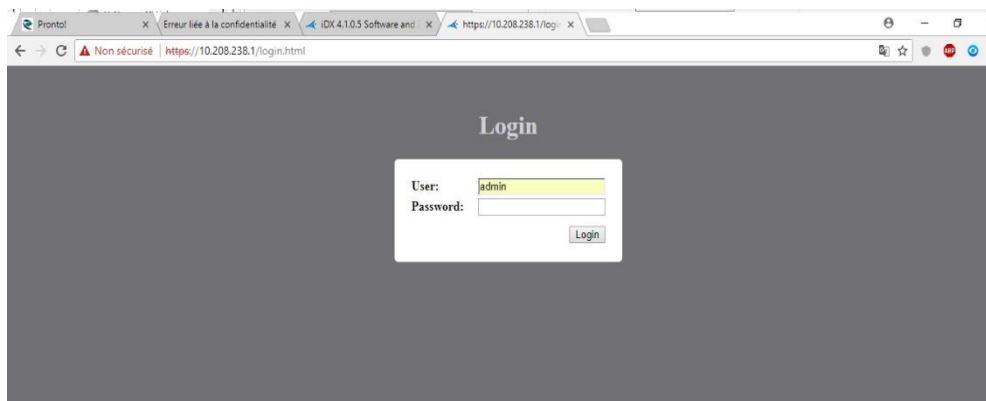 Pronto!
Erreur liée à la confidentialité
iDX 4.1.0.5 Software and
https://10.208.238.1/logi
Non sécurisé
https://10.208.238.1/login.html
ABP
Login
User:
admin
Password:
Login